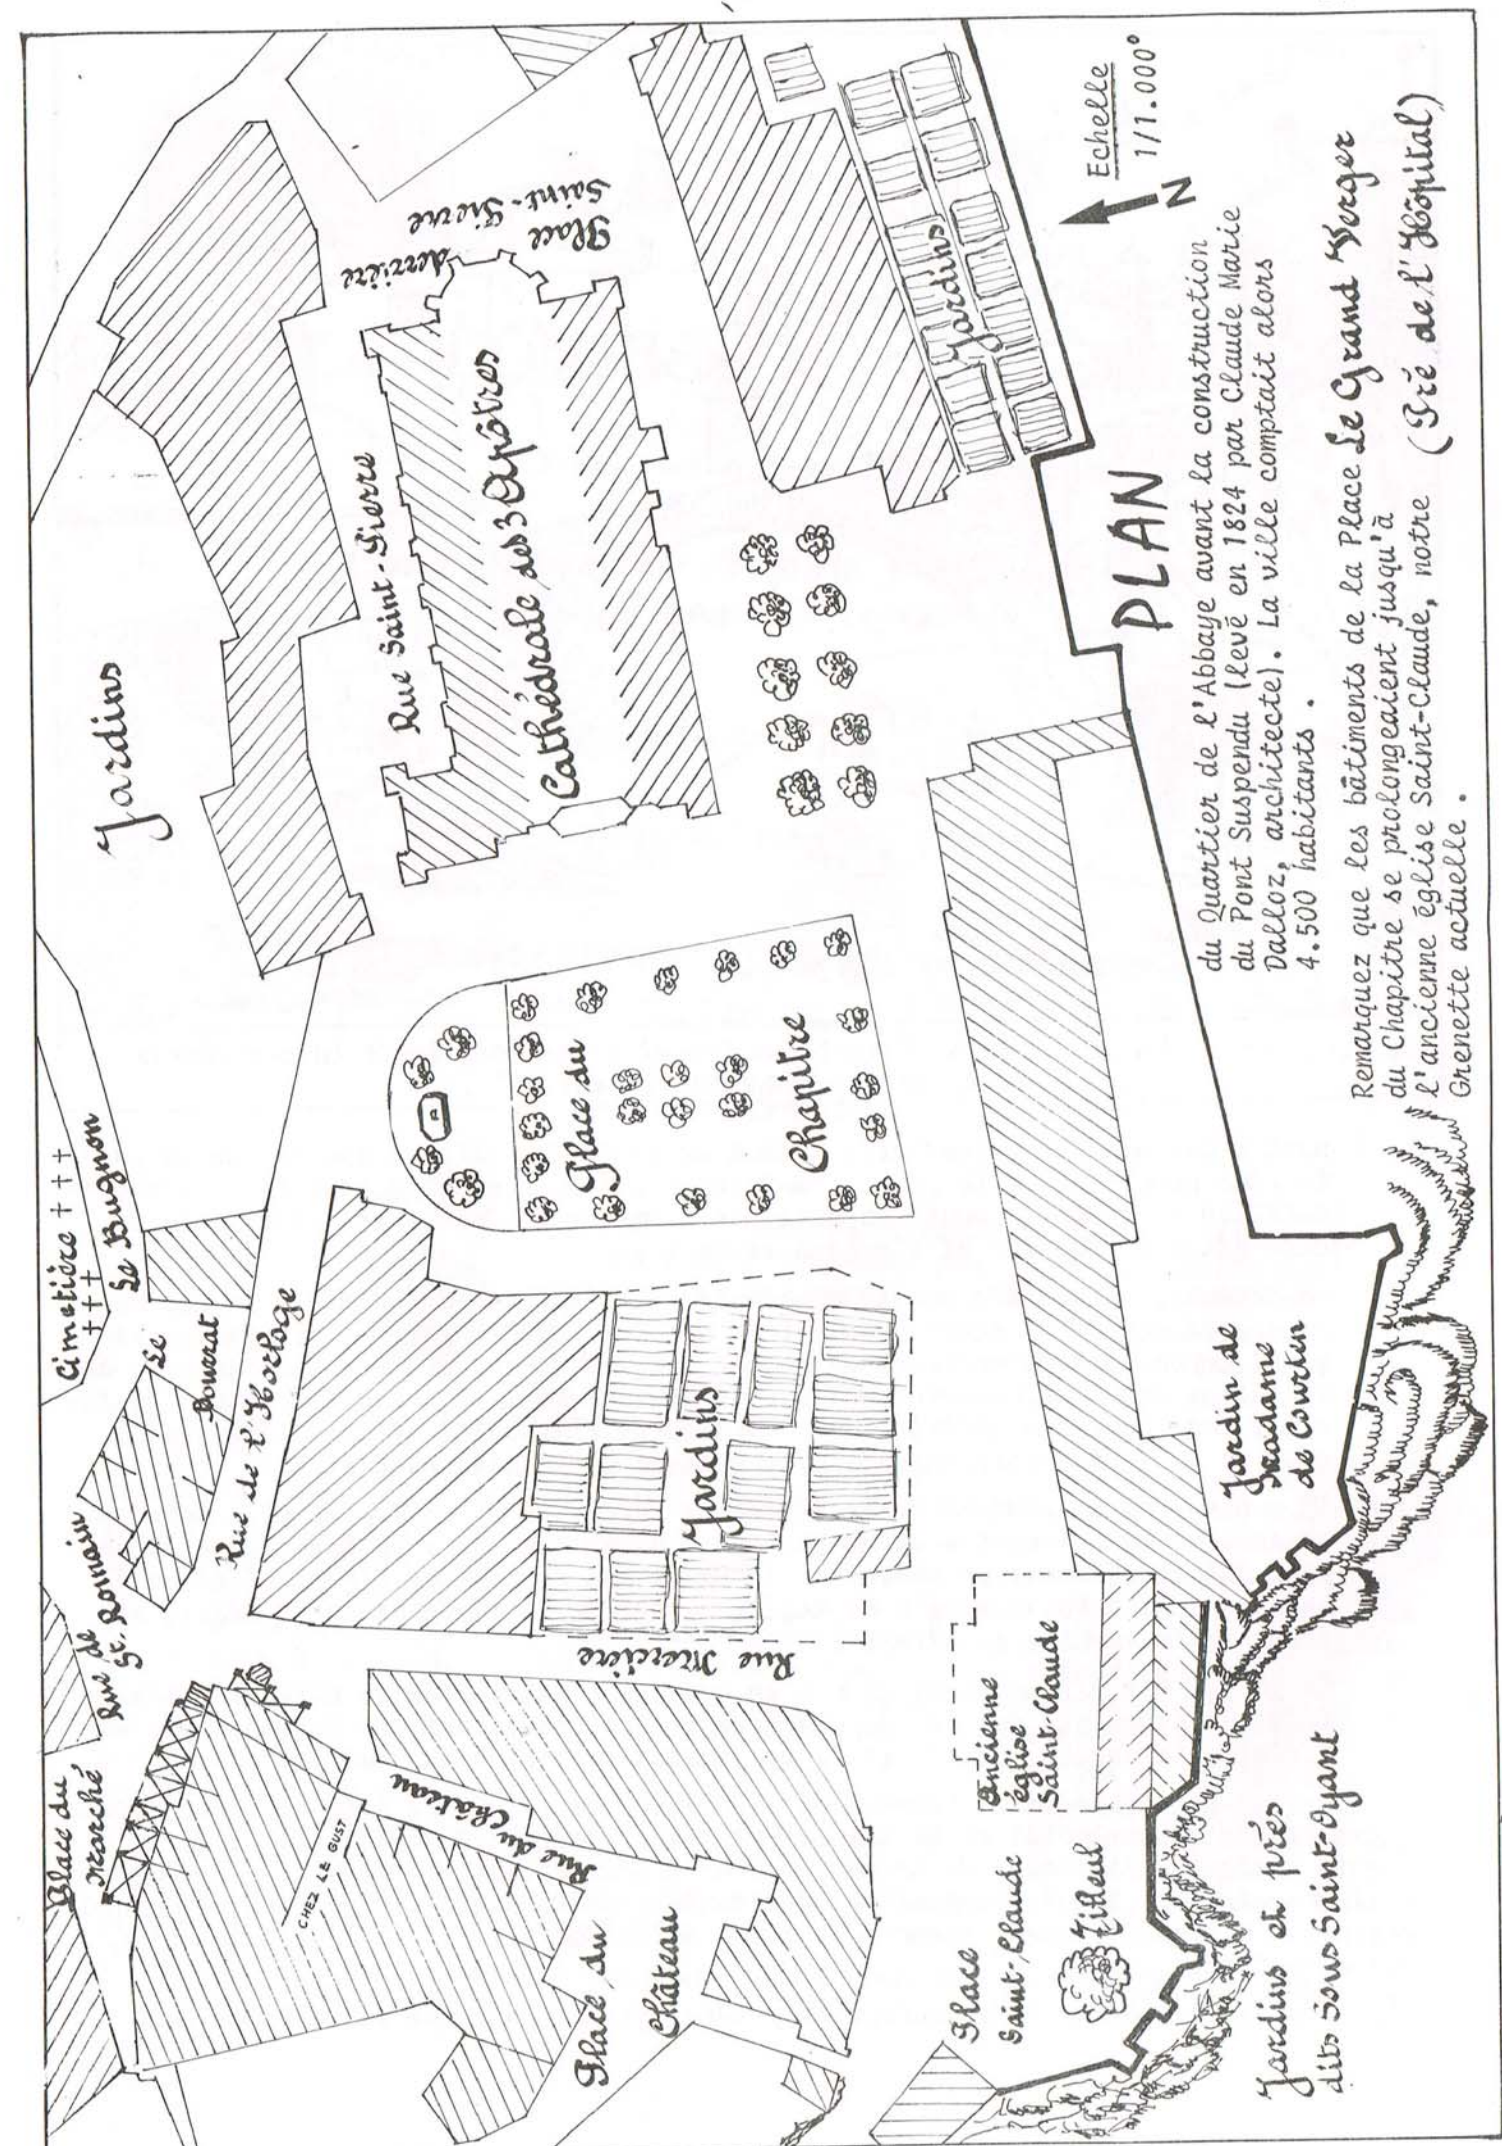 Place du
Marché
Rue de
St. Romain
Le
Bourrat
Cimetière
Le Bugnon
Jardins
Rue de l'Horloge
CHEZ LE GUST
Rue du Château
Rue Mercière
Place du
Château
Jardins
Place du
Chapitre
Rue Saint-Pierre
Cathédrale des 3 Apôtres
Place
derrière
Saint-Pierre
Jardins
Place
Saint-Claude
Tilleul
Ancienne
église
Saint-Claude
Jardin de
Madame
de Courtin
Jardins et prés
dits Sous Saint-Oyant
Echelle
1/1.000°
N
PLAN
du Quartier de l'Abbaye avant la construction
du Pont Suspendu (levé en 1824 par Claude Marie
Dalloz, architecte). La ville comptait alors
4.500 habitants .
Remarquez que les bâtiments de la Place
du Chapitre se prolongeaient jusqu'à
l'ancienne église Saint-Claude, notre
Grenette actuelle .
Le Grand Verger
(Pré de l'Hôpital)